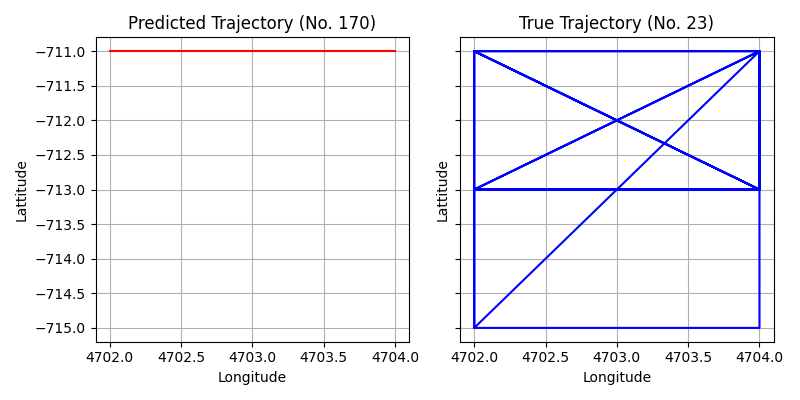 Predicted Trajectory (No. 170)
−711.0
−711.5
−712.0
−712.5
−713.0
−713.5
−714.0
−714.5
−715.0
Lattitude
4702.0 4702.5 4703.0 4703.5 4704.0
Longitude
True Trajectory (No. 23)
Lattitude
4702.0 4702.5 4703.0 4703.5 4704.0
Longitude